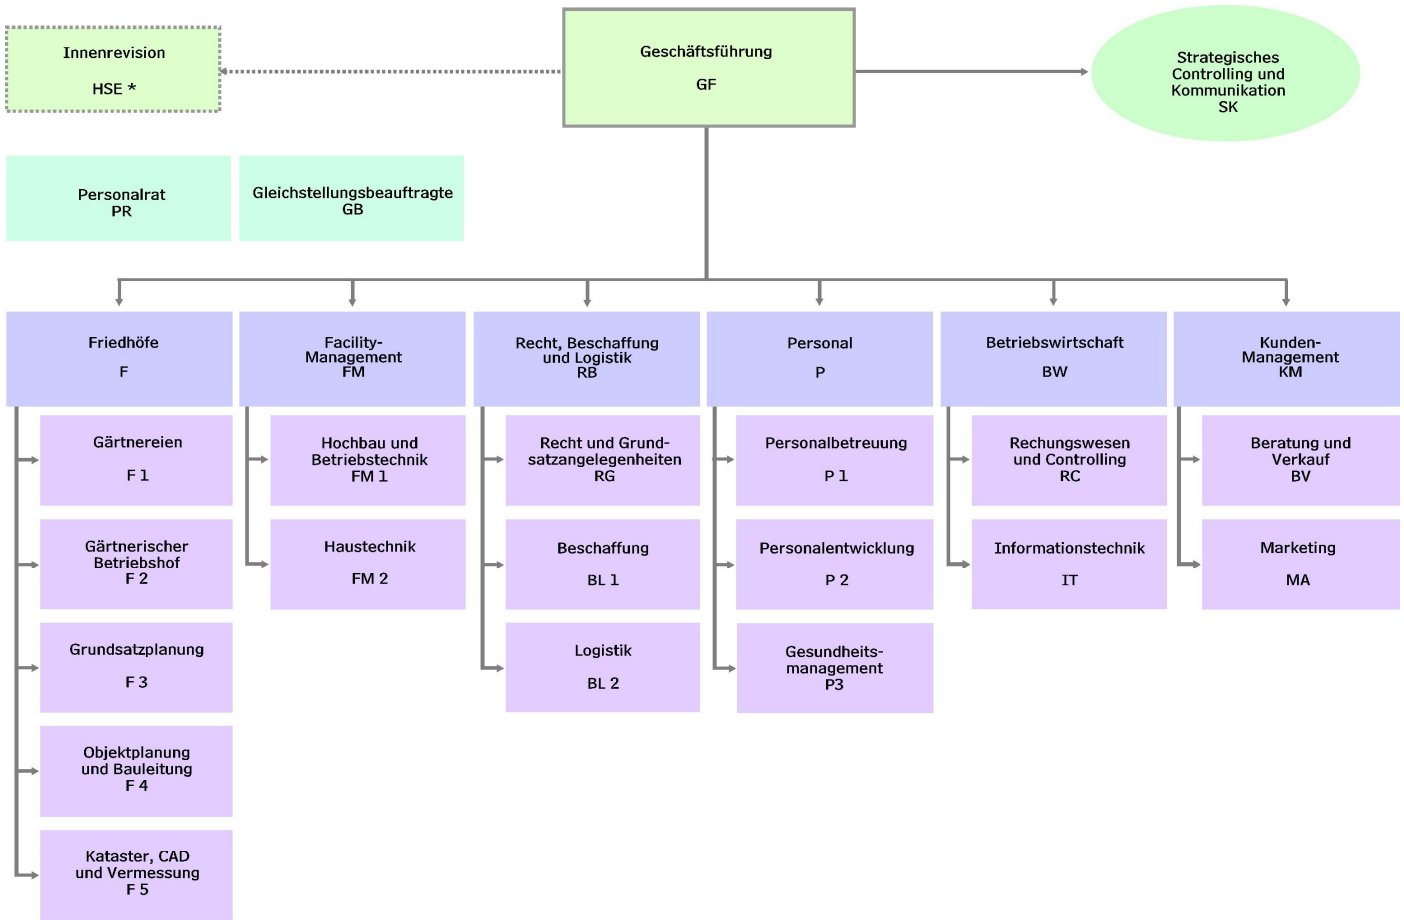 Innenrevision
HSE *
Geschäftsführung
GF
Strategisches
Controlling und
Kommunikation
SK
Personalrat
PR
Gleichstellungsbeauftragte
GB
Friedhöfe
F
Facility-
Management
FM
Recht, Beschaffung
und Logistik
RB
Personal
P
Betriebswirtschaft
BW
Kunden-
Management
KM
Gärtnereien
F 1
Hochbau und
Betriebstechnik
FM 1
Recht und Grund-
satzangelegenheiten
RG
Personalbetreuung
P 1
Rechungswesen
und Controlling
RC
Beratung und
Verkauf
BV
Gärtnerischer
Betriebshof
F 2
Haustechnik
FM 2
Beschaffung
BL 1
Personalentwicklung
P 2
Informationstechnik
IT
Marketing
MA
Grundsatzplanung
F 3
Logistik
BL 2
Gesundheits-
management
P3
Objektplanung
und Bauleitung
F 4
Kataster, CAD
und Vermessung
F 5